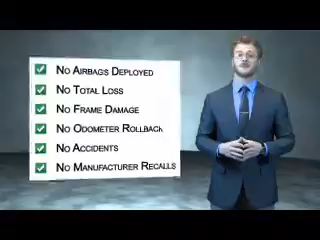 No Airbags Deployed
No Total Loss
No Frame Damage
No Odometer Rollback
No Accidents
No Manufacturer Recalls